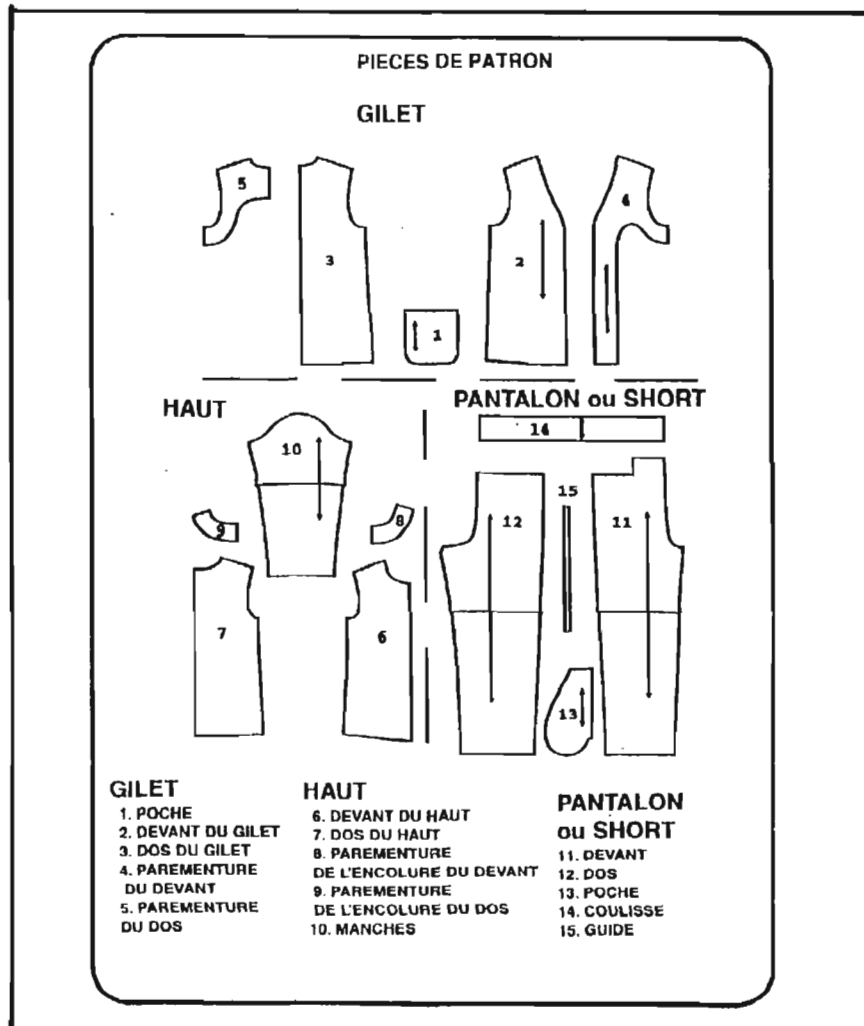 PIECES DE PATRON
GILET
5
3
1
2
4
HAUT
PANTALON ou SHORT
10
14
9
8
15
12
11
7
6
13
GILET
1. POCHE
2. DEVANT DU GILET
3. DOS DU GILET
4. PAREMENTURE
DU DEVANT
5. PAREMENTURE
DU DOS
HAUT
6. DEVANT DU HAUT
7. DOS DU HAUT
8. PAREMENTURE
DE L'ENCOLURE DU DEVANT
9. PAREMENTURE
DE L'ENCOLURE DU DOS
10. MANCHES
PANTALON
ou SHORT
11. DEVANT
12. DOS
13. POCHE
14. COULISSE
15. GUIDE